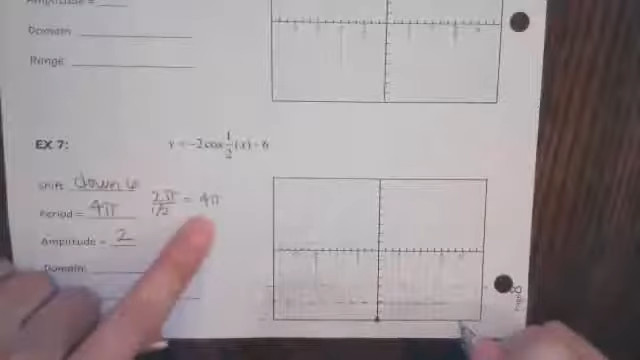 Amplitude =
Domain:
Range:
EX 7: y = -2cos 1/2 (x) - 6
Shift: down 6
Period = 4π 2π/1/2 = 4π
Amplitude = 2
Domain: